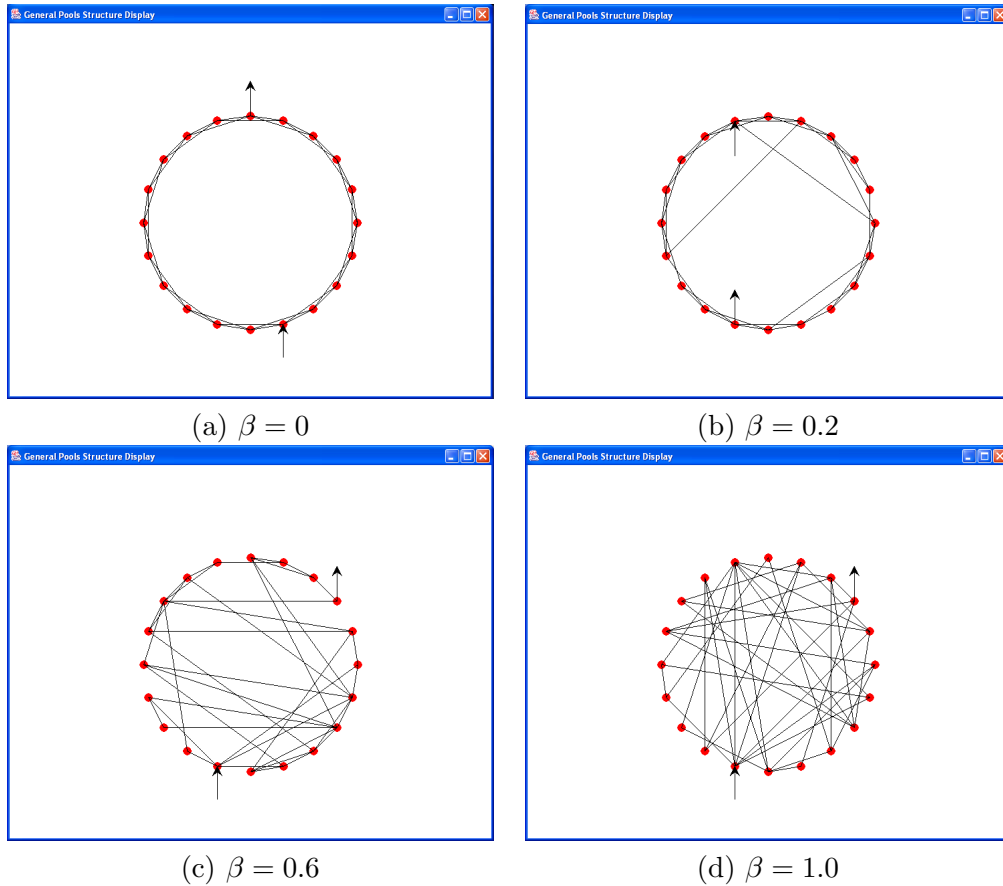 General Pools Structure Display
General Pools Structure Display
(a) β = 0
(b) β = 0.2
General Pools Structure Display
General Pools Structure Display
(c) β = 0.6
(d) β = 1.0